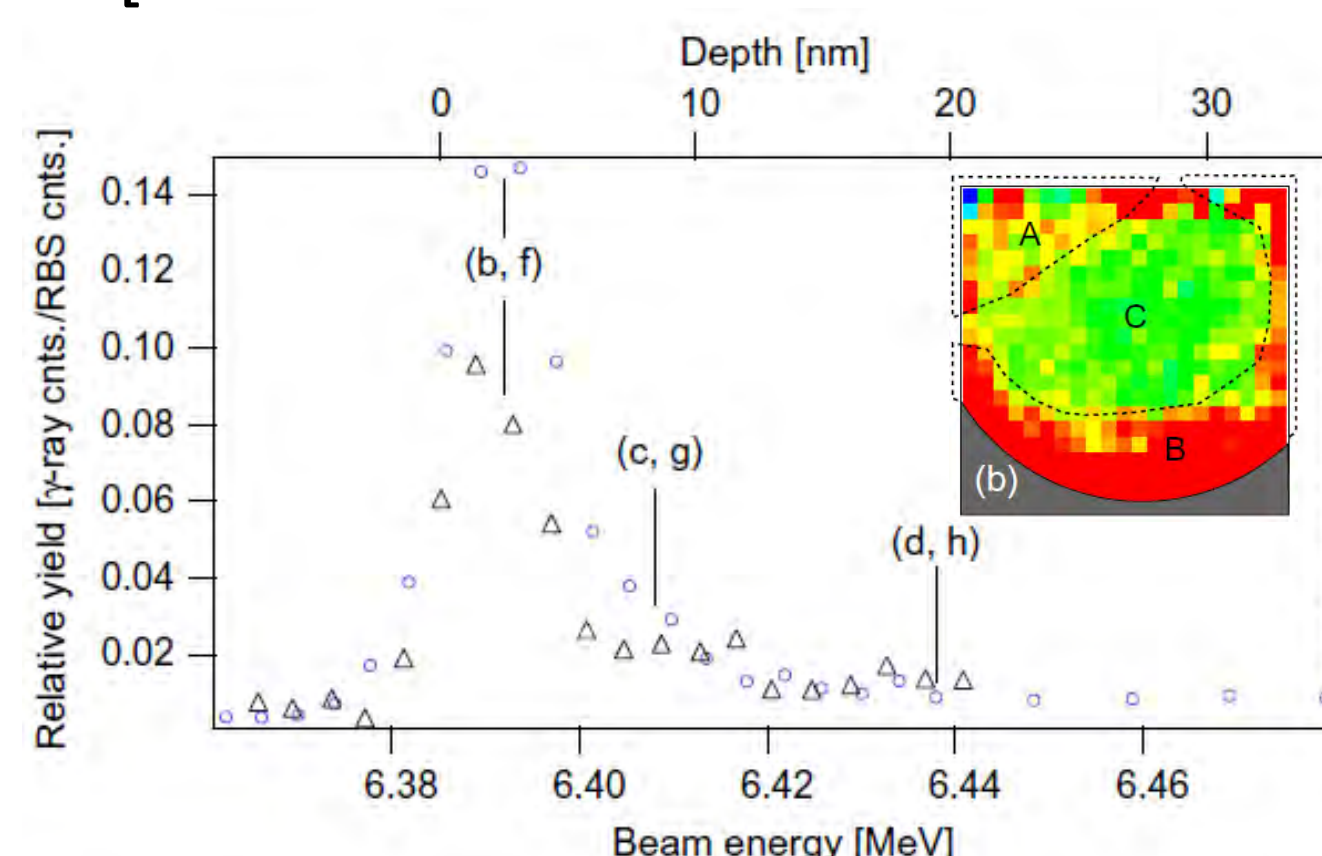 Depth [nm]
0 10 20 30
Relative yield [γ-ray cnts./RBS cnts.]
0.14
0.12
0.10
0.08
0.06
0.04
0.02
(b, f)
(c, g)
(d, h)
A
C
B
(b)
6.38 6.40 6.42 6.44 6.46
Beam energy [MeV]